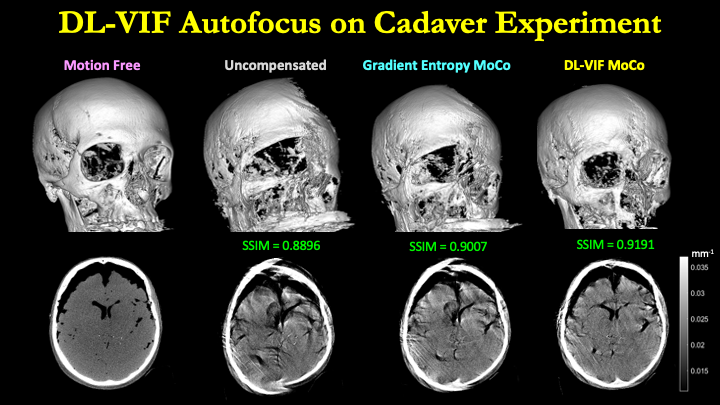 DL-VIF Autofocus on Cadaver Experiment
Motion Free
Uncompensated
Gradient Entropy MoCo
DL-VIF MoCo
SSIM = 0.8896
SSIM = 0.9007
SSIM = 0.9191
mm-1
0.035
0.03
0.025
0.02
0.015